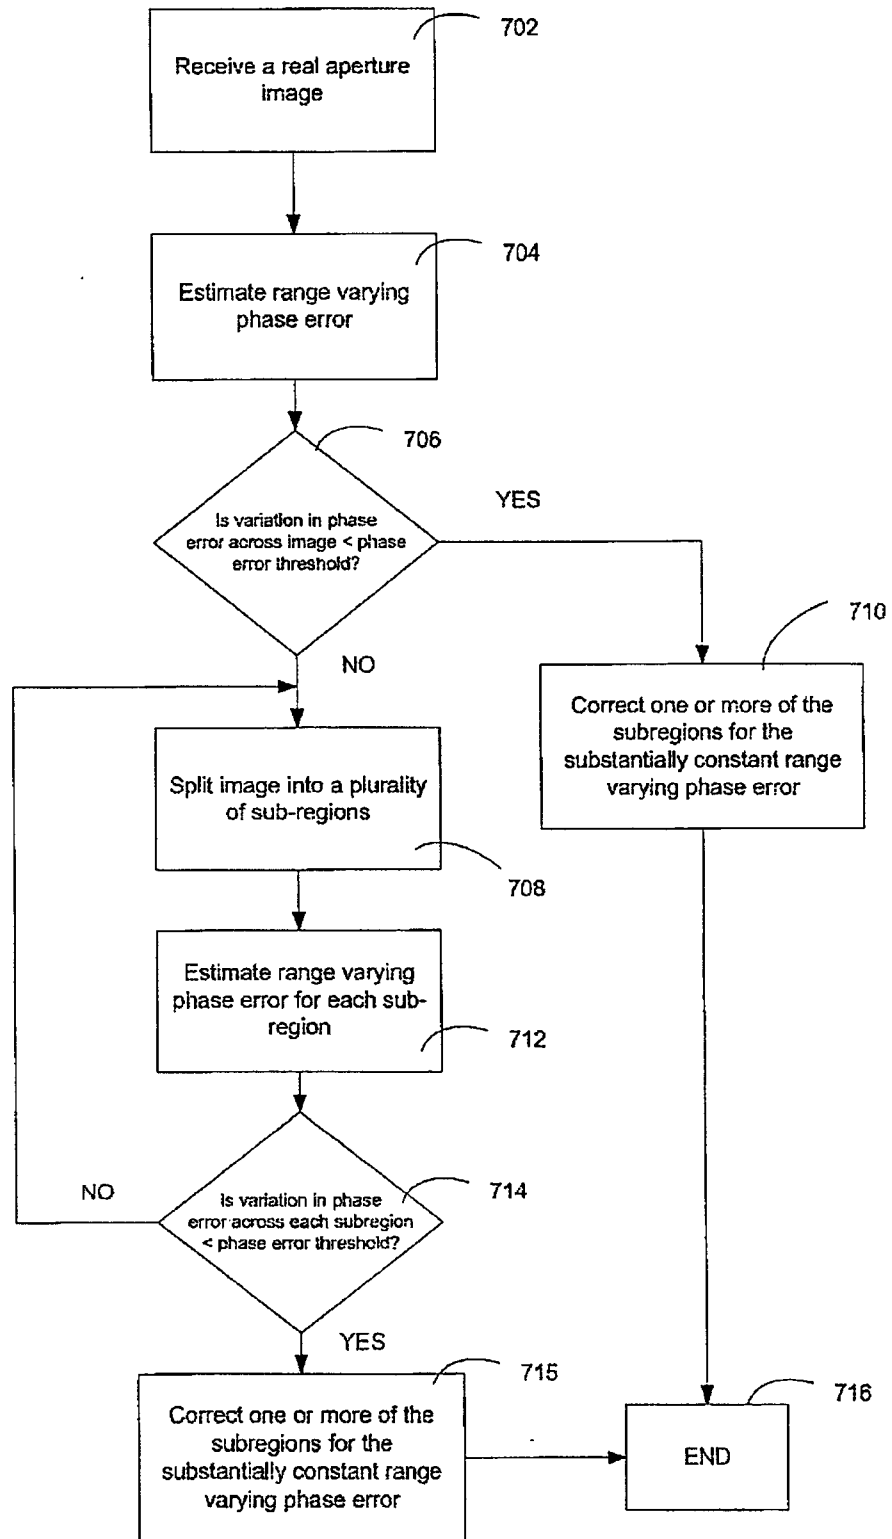 702
Receive a real aperture
image
704
Estimate range varying
phase error
706
Is variation in phase
error across image < phase
error threshold?
YES
NO
710
Correct one or more of the
subregions for the
substantially constant range
varying phase error
Split image into a plurality
of sub-regions
708
Estimate range varying
phase error for each sub-
region
712
NO
Is variation in phase
error across each subregion
< phase error threshold?
714
YES
715
Correct one or more of the
subregions for the
substantially constant range
varying phase error
716
END